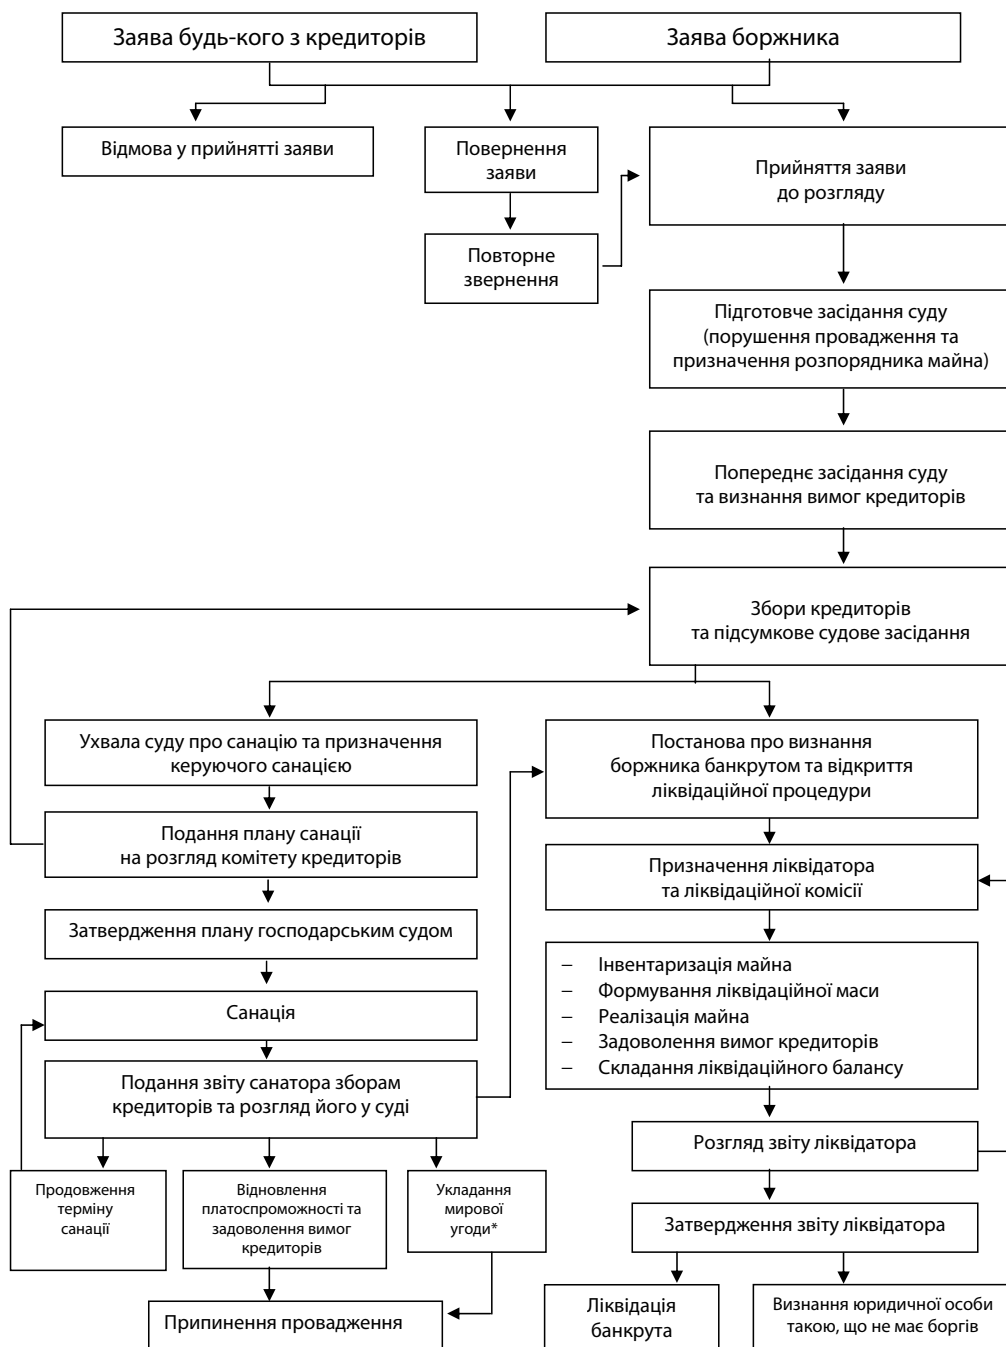 Заява будь-кого з кредиторів
Заява боржника
Відмова у прийнятті заяви
Повернення
заяви
Прийняття заяви
до розгляду
Повторне
звернення
Підготовче засідання суду
(порушення провадження та
призначення розпорядника майна)
Попереднє засідання суду
та визнання вимог кредиторів
Збори кредиторів
та підсумкове судове засідання
Ухвала суду про санацію та призначення
керуючого санацією
Постанова про визнання
боржника банкрутом та відкриття
ліквідаційної процедури
Подання плану санації
на розгляд комітету кредиторів
Призначення ліквідатора
та ліквідаційної комісії
Затвердження плану господарським судом
– Інвентаризація майна
– Формування ліквідаційної маси
– Реалізація майна
– Задоволення вимог кредиторів
– Складання ліквідаційного балансу
Санація
Подання звіту санатора зборам
кредиторів та розгляд його у суді
Розгляд звіту ліквідатора
Продовження
терміну
санації
Відновлення
платоспроможності та
задоволення вимог
кредиторів
Укладання
мирової
угоди*
Затвердження звіту ліквідатора
Припинення провадження
Ліквідація
банкрута
Визнання юридичної особи
такою, що не має боргів